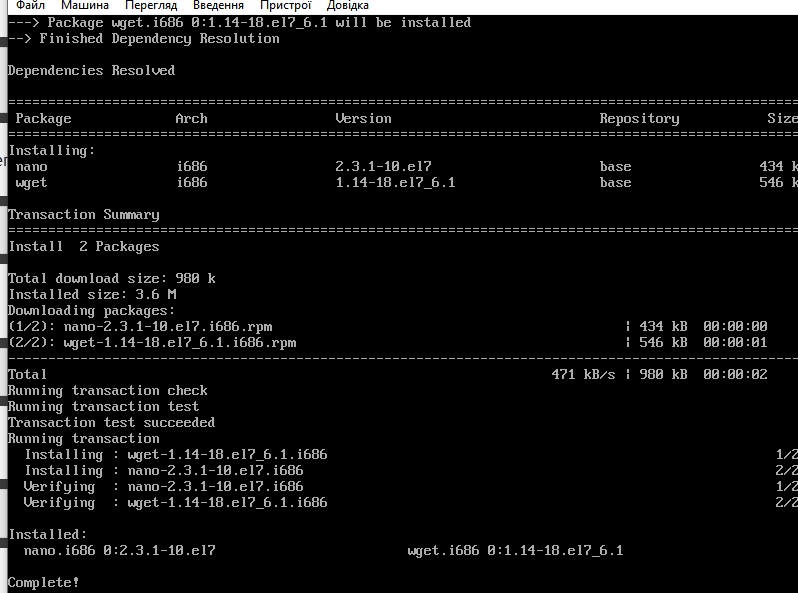 Файл Машина Перегляд Введення Пристрої Довідка
---> Package wget.i686 0:1.14-18.el7_6.1 will be installed
--> Finished Dependency Resolution
Dependencies Resolved
================================================================================
Package Arch Version Repository Size
================================================================================
Installing:
nano i686 2.3.1-10.el7 base 434 k
wget i686 1.14-18.el7_6.1 base 546 k
Transaction Summary
================================================================================
Install 2 Packages
Total download size: 980 k
Installed size: 3.6 M
Downloading packages:
(1/2): nano-2.3.1-10.el7.i686.rpm | 434 kB 00:00:00
(2/2): wget-1.14-18.el7_6.1.i686.rpm | 546 kB 00:00:01
--------------------------------------------------------------------------------
Total 471 kB/s | 980 kB 00:00:02
Running transaction check
Running transaction test
Transaction test succeeded
Running transaction
Installing : wget-1.14-18.el7_6.1.i686 1/2
Installing : nano-2.3.1-10.el7.i686 2/2
Verifying : nano-2.3.1-10.el7.i686 1/2
Verifying : wget-1.14-18.el7_6.1.i686 2/2
Installed:
nano.i686 0:2.3.1-10.el7 wget.i686 0:1.14-18.el7_6.1
Complete!